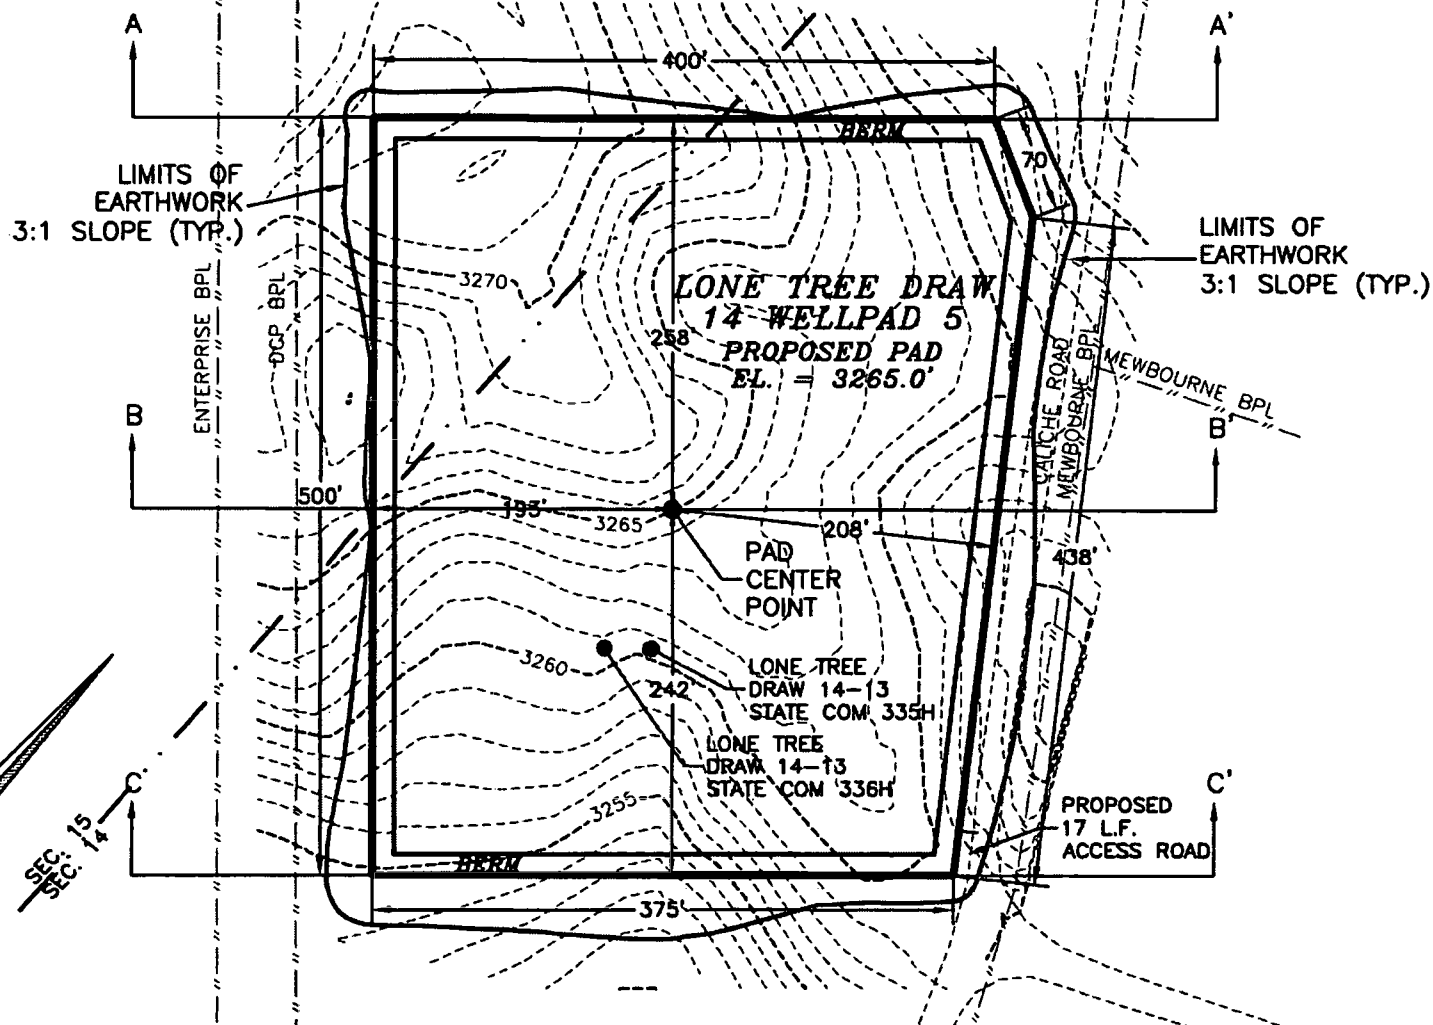 A
A'
400'
BERM
70'
LIMITS OF
EARTHWORK
3:1 SLOPE (TYP.)
LIMITS OF
EARTHWORK
3:1 SLOPE (TYP.)
3270
LONE TREE DRAW
14 WELLPAD 5
PROPOSED PAD
EL. = 3265.0'
258'
ENTERPRISE BPL
DCP BPL
CALICHE ROAD
MEWBOURNE BPL
MEWBOURNE BPL
B
B'
500'
193'
3265
208'
438'
PAD
CENTER
POINT
3260
242'
LONE TREE
DRAW 14-13
STATE COM 335H
LONE TREE
DRAW 14-13
STATE COM 336H
3255
C
C'
PROPOSED
17 L.F.
ACCESS ROAD
SEC. 15
SEC. 14
BERM
375'